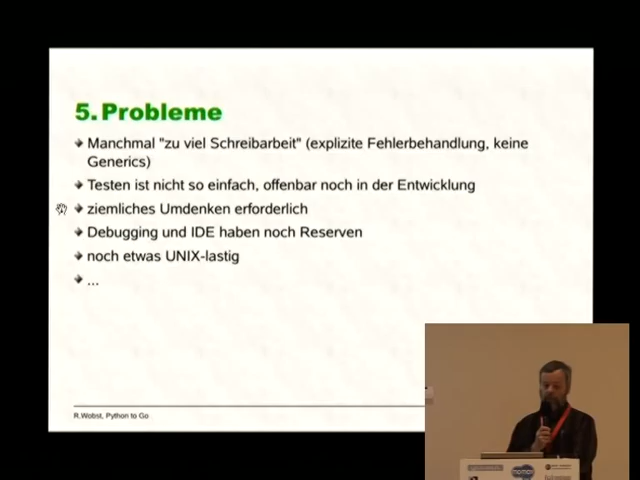 5. Probleme
Manchmal "zu viel Schreibarbeit" (explizite Fehlerbehandlung, keine
Generics)
Testen ist nicht so einfach, offenbar noch in der Entwicklung
ziemliches Umdenken erforderlich
Debugging und IDE haben noch Reserven
noch etwas UNIX-lastig
...
R.Wobst, Python to Go